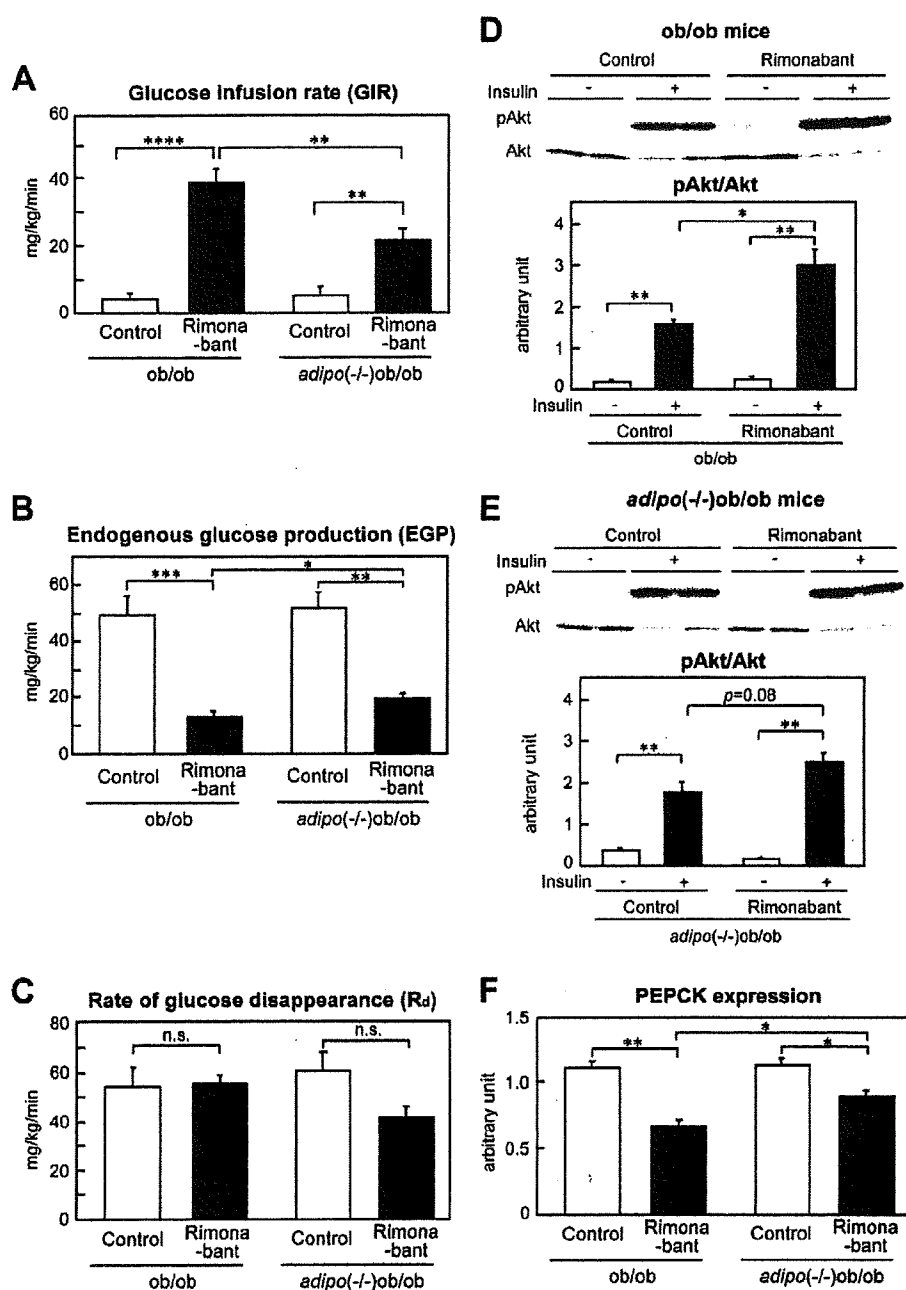 A
Glucose infusion rate (GIR)
60
40
20
0
mg/kg/min
****
**
**
Control
Rimona
-bant
Control
Rimona
-bant
ob/ob
adipo(-/-)ob/ob
B
Endogenous glucose production (EGP)
60
40
20
0
mg/kg/min
***
*
**
Control
Rimona
-bant
Control
Rimona
-bant
ob/ob
adipo(-/-)ob/ob
C
Rate of glucose disappearance (Rd)
80
60
40
20
0
mg/kg/min
n.s.
n.s.
Control
Rimona
-bant
Control
Rimona
-bant
ob/ob
adipo(-/-)ob/ob
D
ob/ob mice
Control Rimonabant
Insulin - + - +
pAkt
Akt
pAkt/Akt
4
3
2
1
0
arbitrary unit
**
*
**
Insulin - + - +
Control Rimonabant
ob/ob
E
adipo(-/-)ob/ob mice
Control Rimonabant
Insulin - + - +
pAkt
Akt
pAkt/Akt
4
3
2
1
0
arbitrary unit
**
p=0.08
**
Insulin - + - +
Control Rimonabant
adipo(-/-)ob/ob
F
PEPCK expression
1.5
1.0
0.5
0
arbitrary unit
**
*
*
Control
Rimona
-bant
Control
Rimona
-bant
ob/ob
adipo(-/-)ob/ob